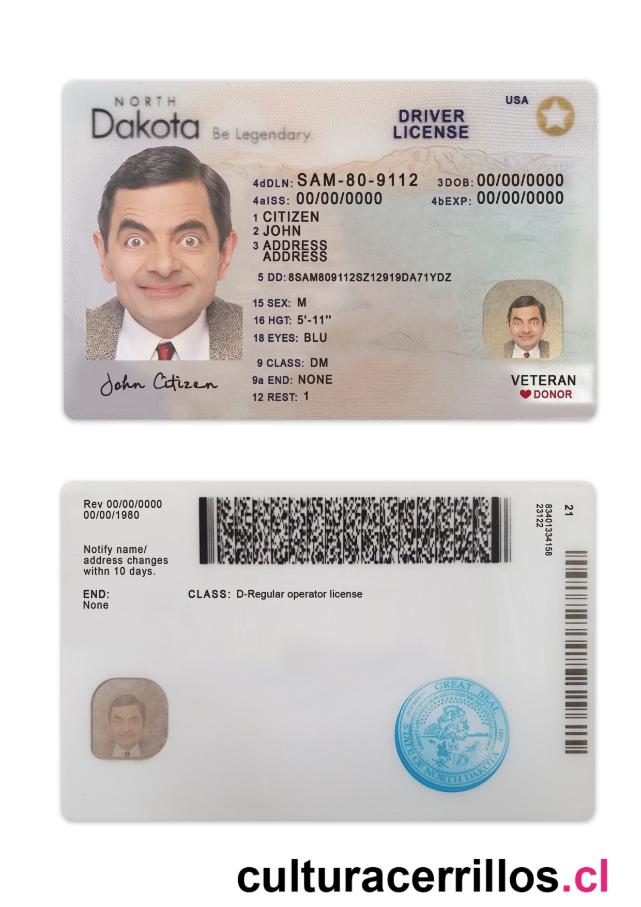 NORTH
Dakota Be Legendary.
DRIVER
LICENSE
USA
4dDLN: SAM-80-9112 3DOB: 00/00/0000
4aISS: 00/00/0000 4bEXP: 00/00/0000
1 CITIZEN
2 JOHN
3 ADDRESS
ADDRESS
5 DD: 8SAM809112SZ12919DA71YDZ
15 SEX: M
16 HGT: 5'-11"
18 EYES: BLU
9 CLASS: DM
9a END: NONE
12 REST: 1
John Citizen
VETERAN
DONOR
Rev 00/00/0000
00/00/1980
Notify name/
address changes
withn 10 days.
END:
None
CLASS: D-Regular operator license
21
83401334158
23122
GREAT SEAL
STATE OF NORTH DAKOTA
culturacerrillos.cl